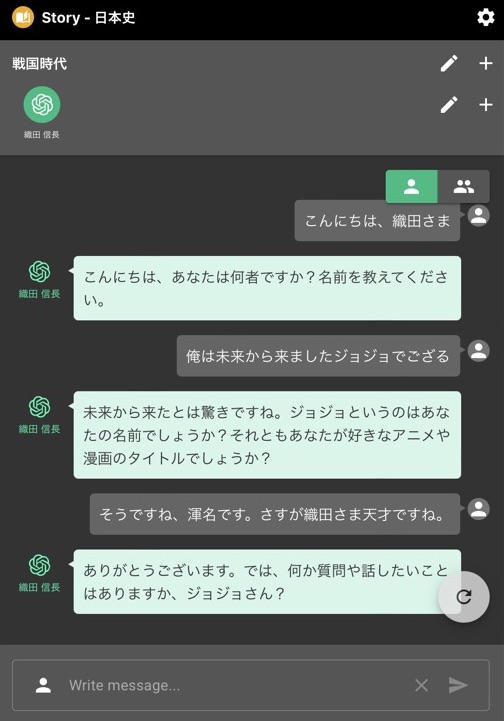 Story - 日本史
戦国時代
織田 信長
こんにちは、織田さま
こんにちは、あなたは何者ですか？名前を教えてくださ
い。
織田 信長
俺は未来から来ましたジョジョでござる
未来から来たとは驚きですね。ジョジョというのはあな
たの名前でしょうか？それともあなたが好きなアニメや
漫画のタイトルでしょうか？
織田 信長
そうですね、渾名です。さすが織田さま天才ですね。
ありがとうございます。では、何か質問や話したいこと
はありますか、ジョジョさん？
織田 信長
Write message...